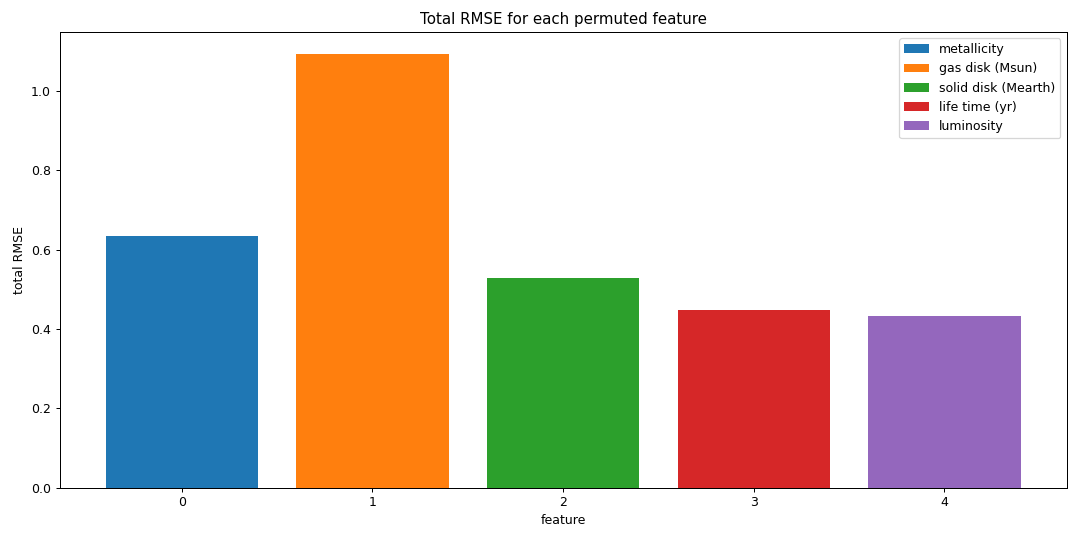 Total RMSE for each permuted feature
metallicity
gas disk (Msun)
solid disk (Mearth)
life time (yr)
luminosity
total RMSE
1.0
0.8
0.6
0.4
0.2
0.0
0 1 2 3 4
feature